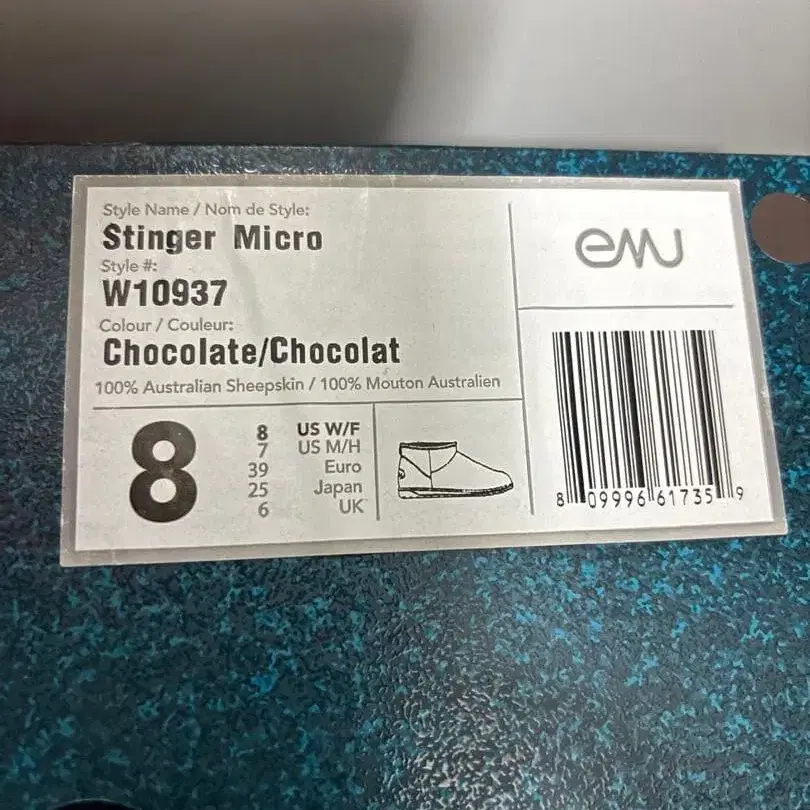 Style Name / Nom de Style:
Stinger Micro
Style #:
W10937
Colour / Couleur:
Chocolate/Chocolat
100% Australian Sheepskin / 100% Mouton Australien
8
8 US W/F
7 US M/H
39 Euro
25 Japan
6 UK
emu
8 09996 61735 9